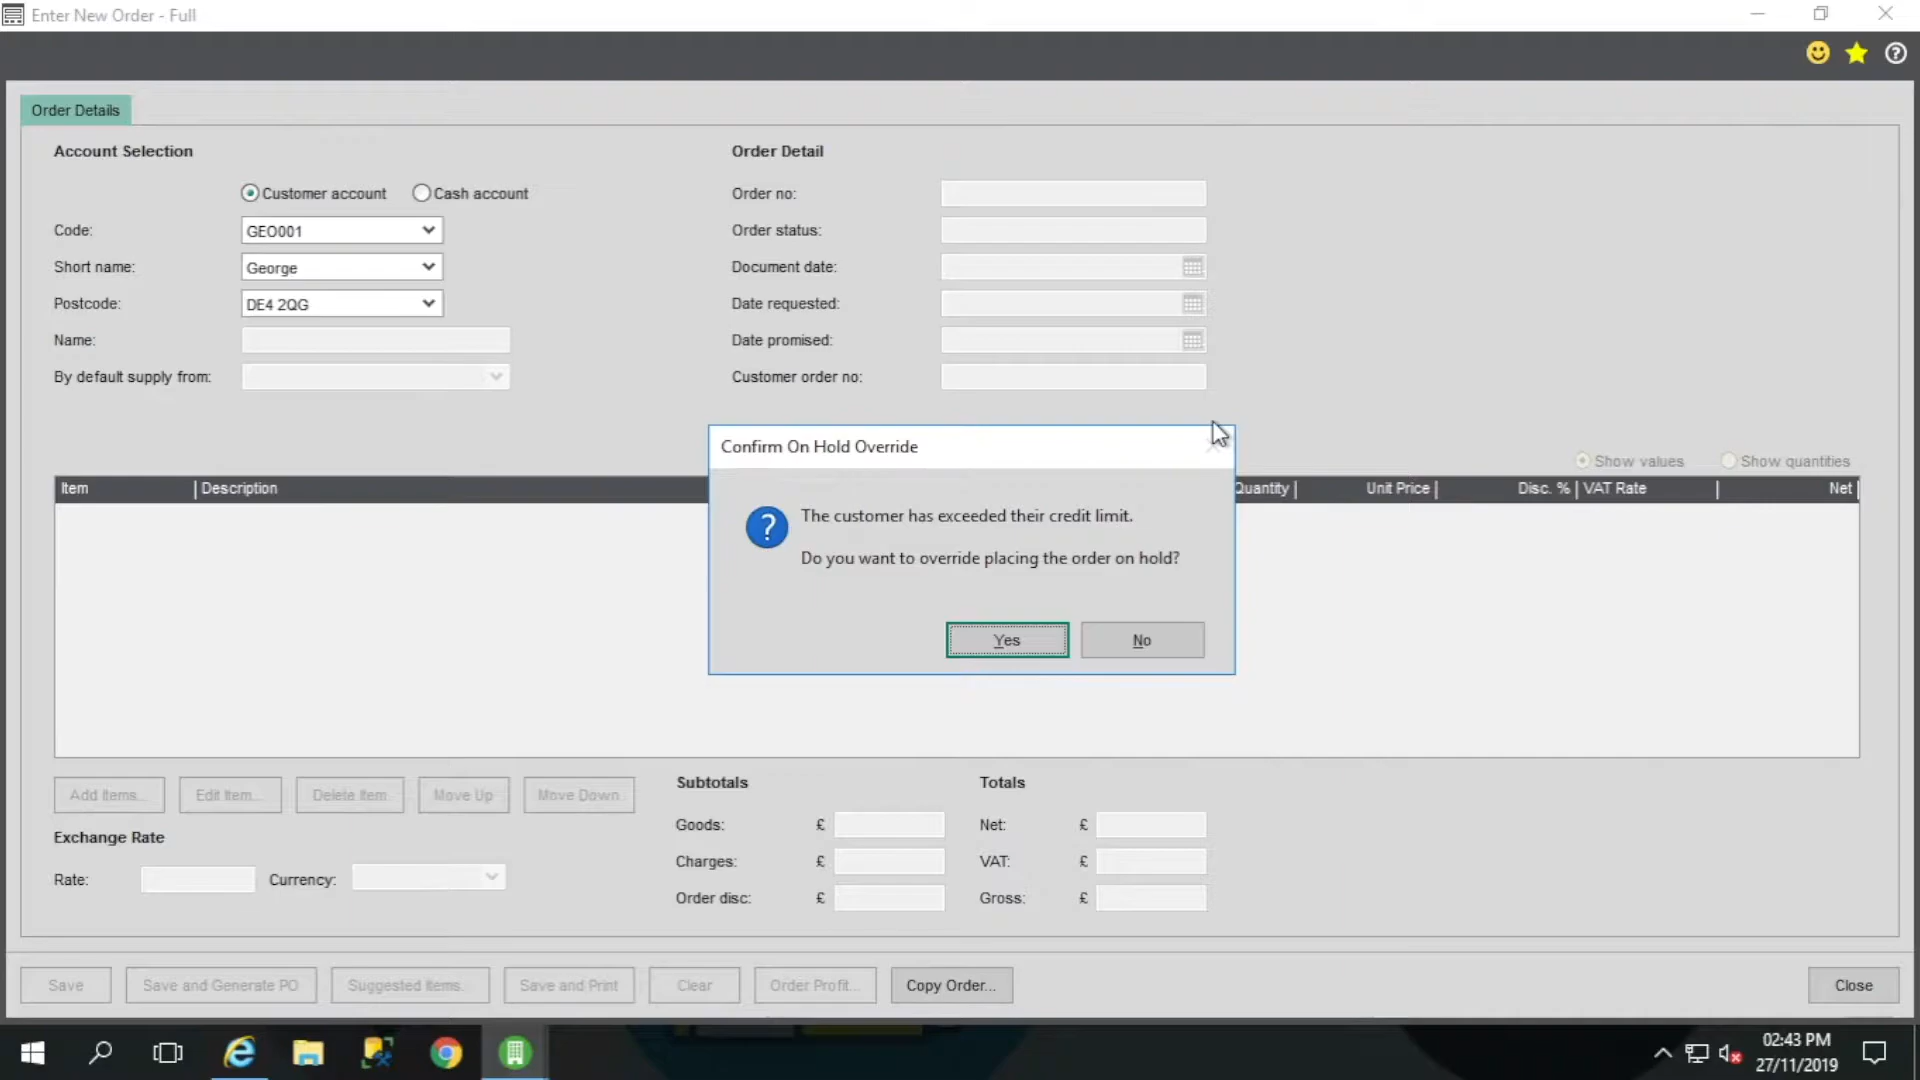 Enter New Order - Full
Order Details
Account Selection
Customer account
Cash account
Code:
GEO001
Short name:
George
Postcode:
DE4 2QG
Name:
By default supply from:
Order Detail
Order no:
Order status:
Document date:
Date requested:
Date promised:
Customer order no:
Show values
Show quantities
Item
Description
Quantity
Unit Price
Disc. %
VAT Rate
Net
Confirm On Hold Override
The customer has exceeded their credit limit.
Do you want to override placing the order on hold?
Yes
No
Add Items...
Edit Item...
Delete Item
Move Up
Move Down
Exchange Rate
Rate:
Currency:
Subtotals
Goods: £
Charges: £
Order disc: £
Totals
Net: £
VAT: £
Gross: £
Save
Save and Generate PO
Suggested Items...
Save and Print
Clear
Order Profit...
Copy Order...
Close
02:43 PM
27/11/2019